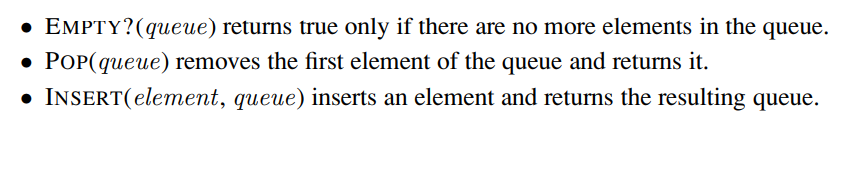 • EMPTY?(queue) returns true only if there are no more elements in the queue.
• POP(queue) removes the first element of the queue and returns it.
• INSERT(element, queue) inserts an element and returns the resulting queue.